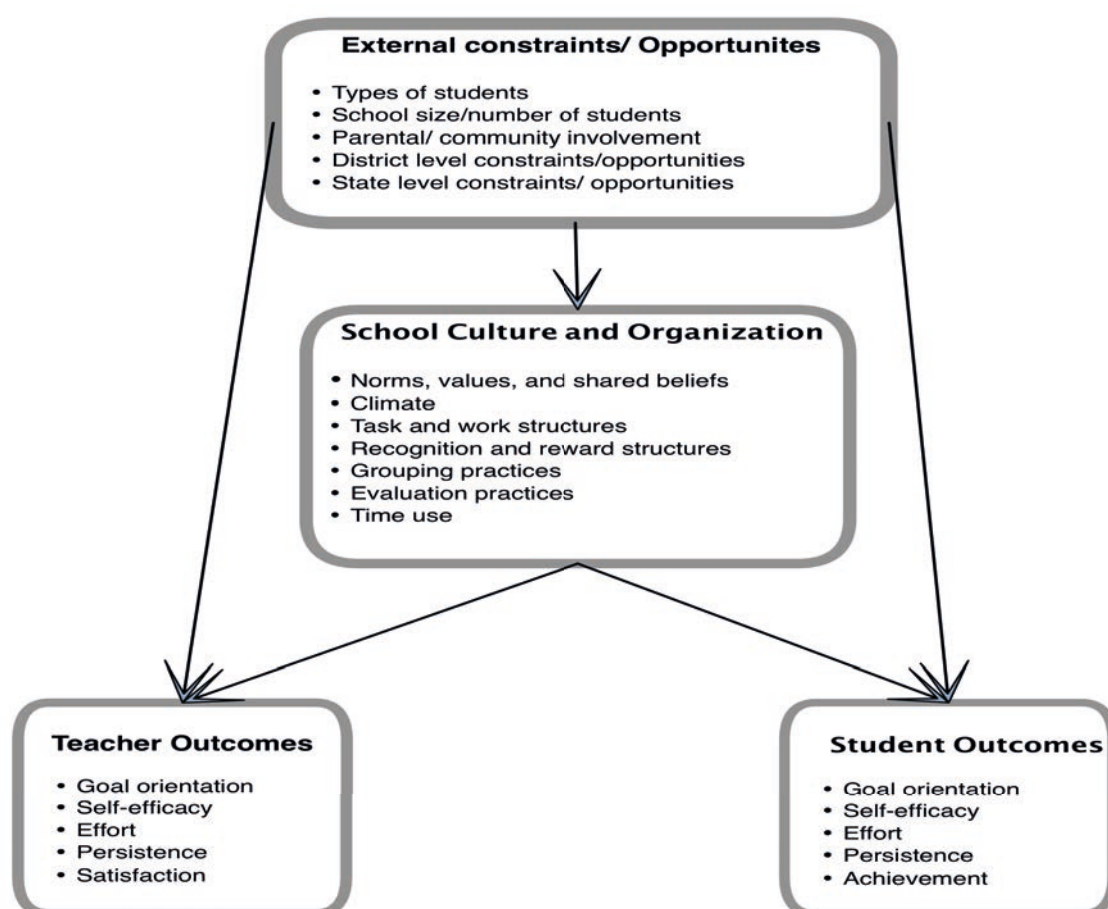 External constraints/ Opportunites
• Types of students
• School size/number of students
• Parental/ community involvement
• District level constraints/opportunities
• State level constraints/ opportunities
School Culture and Organization
• Norms, values, and shared beliefs
• Climate
• Task and work structures
• Recognition and reward structures
• Grouping practices
• Evaluation practices
• Time use
Teacher Outcomes
• Goal orientation
• Self-efficacy
• Effort
• Persistence
• Satisfaction
Student Outcomes
• Goal orientation
• Self-efficacy
• Effort
• Persistence
• Achievement